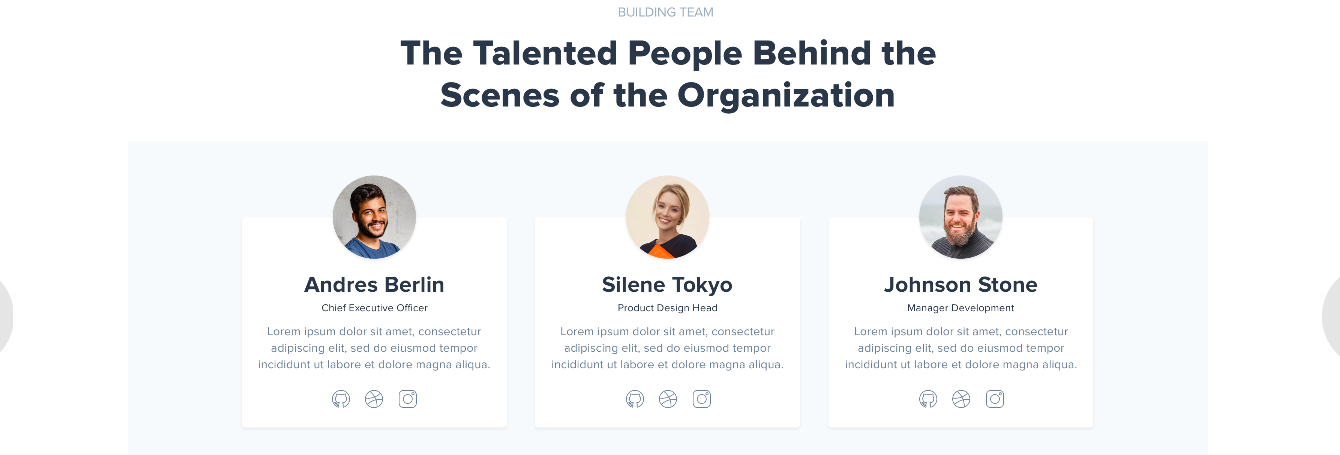 BUILDING TEAM
The Talented People Behind the
Scenes of the Organization
Andres Berlin
Chief Executive Officer
Lorem ipsum dolor sit amet, consectetur
adipiscing elit, sed do eiusmod tempor
incididunt ut labore et dolore magna aliqua.
Silene Tokyo
Product Design Head
Lorem ipsum dolor sit amet, consectetur
adipiscing elit, sed do eiusmod tempor
incididunt ut labore et dolore magna aliqua.
Johnson Stone
Manager Development
Lorem ipsum dolor sit amet, consectetur
adipiscing elit, sed do eiusmod tempor
incididunt ut labore et dolore magna aliqua.